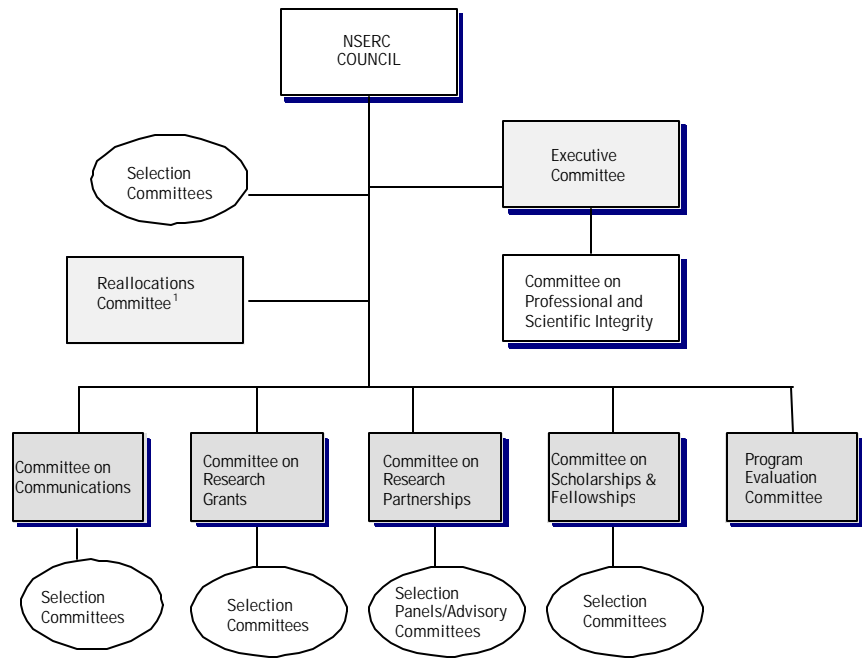 NSERC
COUNCIL
Selection
Committees
Executive
Committee
Reallocations
Committee¹
Committee on
Professional and
Scientific Integrity
Committee on
Communications
Committee on
Research
Grants
Committee on
Research
Partnerships
Committee on
Scholarships &
Fellowships
Program
Evaluation
Committee
Selection
Committees
Selection
Committees
Selection
Panels/Advisory
Committees
Selection
Committees